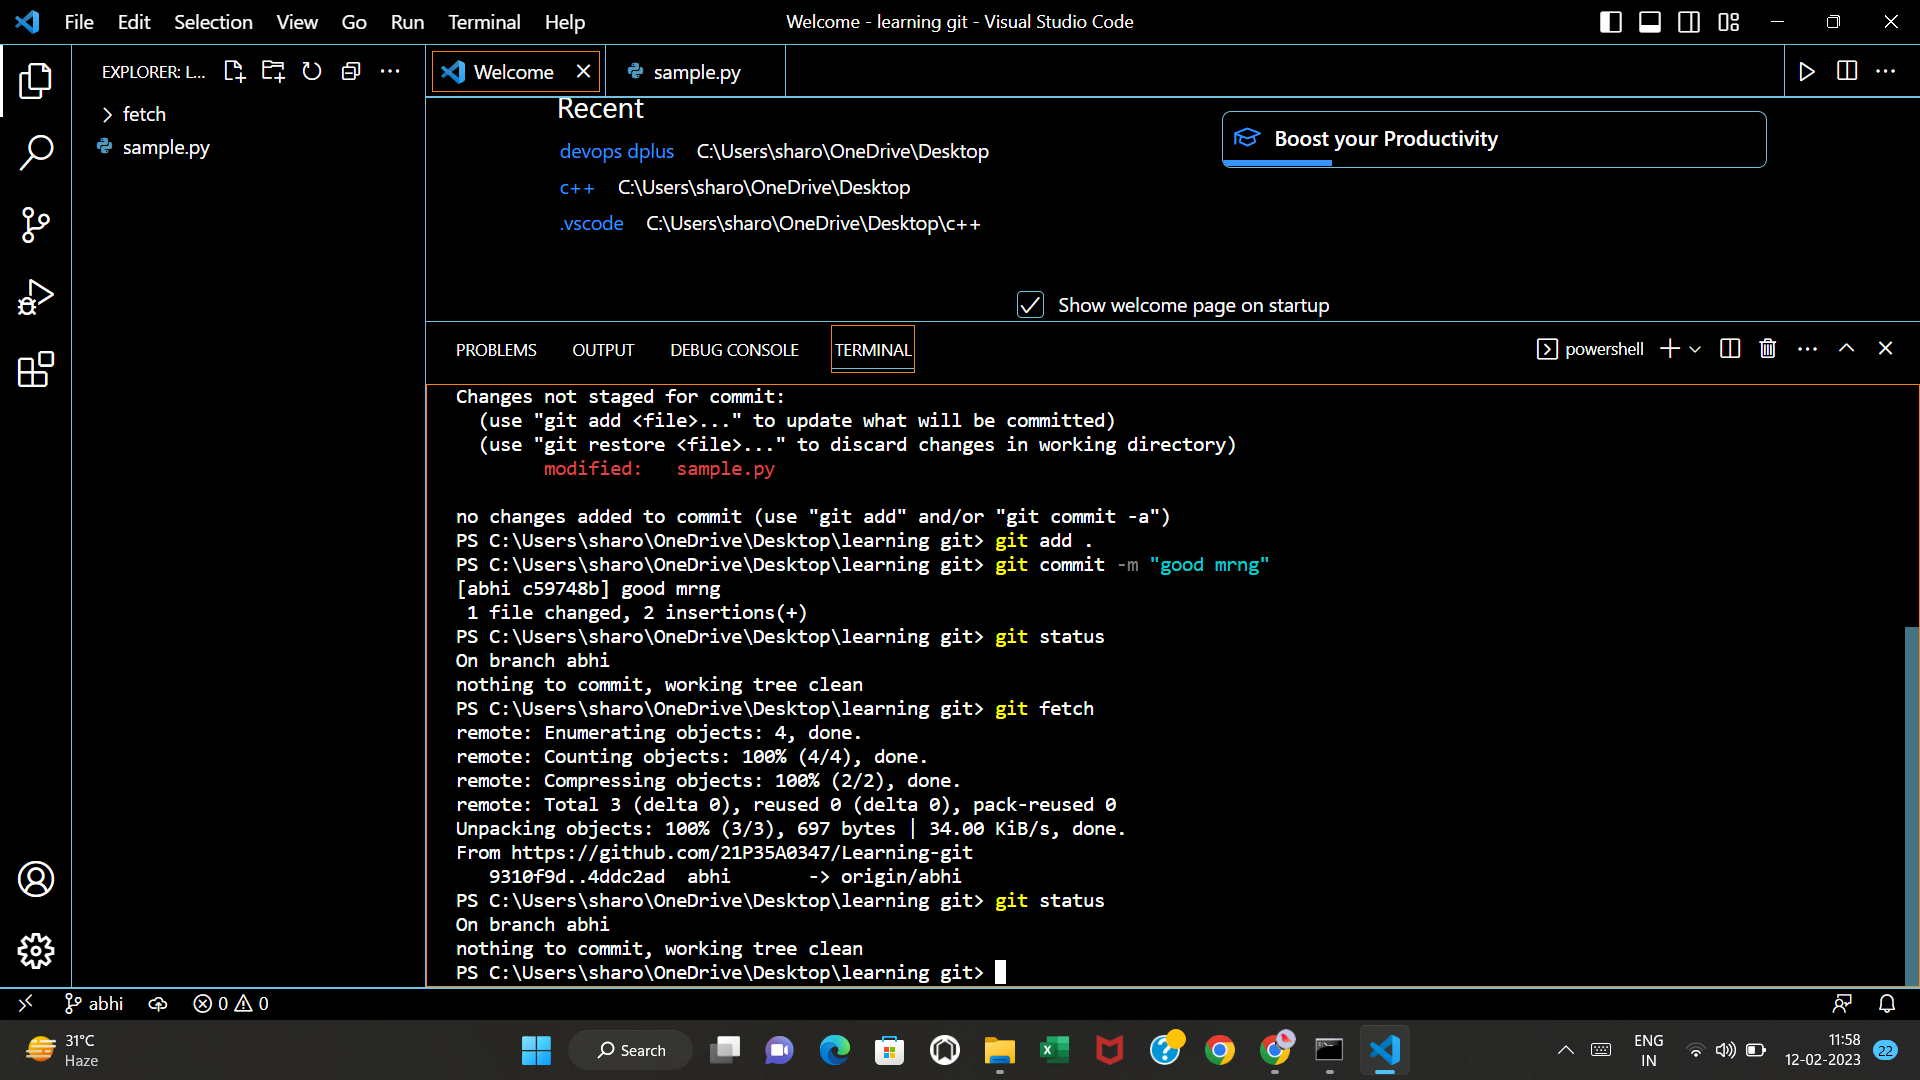 File Edit Selection View Go Run Terminal Help
Welcome - learning git - Visual Studio Code
EXPLORER: L...
Welcome
sample.py
fetch
sample.py
Recent
devops dplus C:\Users\sharo\OneDrive\Desktop
c++ C:\Users\sharo\OneDrive\Desktop
.vscode C:\Users\sharo\OneDrive\Desktop\c++
Boost your Productivity
Show welcome page on startup
PROBLEMS OUTPUT DEBUG CONSOLE TERMINAL
powershell
Changes not staged for commit:
(use "git add <file>..." to update what will be committed)
(use "git restore <file>..." to discard changes in working directory)
modified: sample.py
no changes added to commit (use "git add" and/or "git commit -a")
PS C:\Users\sharo\OneDrive\Desktop\learning git> git add .
PS C:\Users\sharo\OneDrive\Desktop\learning git> git commit -m "good mrng"
[abhi c59748b] good mrng
1 file changed, 2 insertions(+)
PS C:\Users\sharo\OneDrive\Desktop\learning git> git status
On branch abhi
nothing to commit, working tree clean
PS C:\Users\sharo\OneDrive\Desktop\learning git> git fetch
remote: Enumerating objects: 4, done.
remote: Counting objects: 100% (4/4), done.
remote: Compressing objects: 100% (2/2), done.
remote: Total 3 (delta 0), reused 0 (delta 0), pack-reused 0
Unpacking objects: 100% (3/3), 697 bytes | 34.00 KiB/s, done.
From https://github.com/21P35A0347/Learning-git
9310f9d..4ddc2ad abhi -> origin/abhi
PS C:\Users\sharo\OneDrive\Desktop\learning git> git status
On branch abhi
nothing to commit, working tree clean
PS C:\Users\sharo\OneDrive\Desktop\learning git>
abhi 0 0
31°C
Haze
Search
ENG
IN
11:58
12-02-2023
22